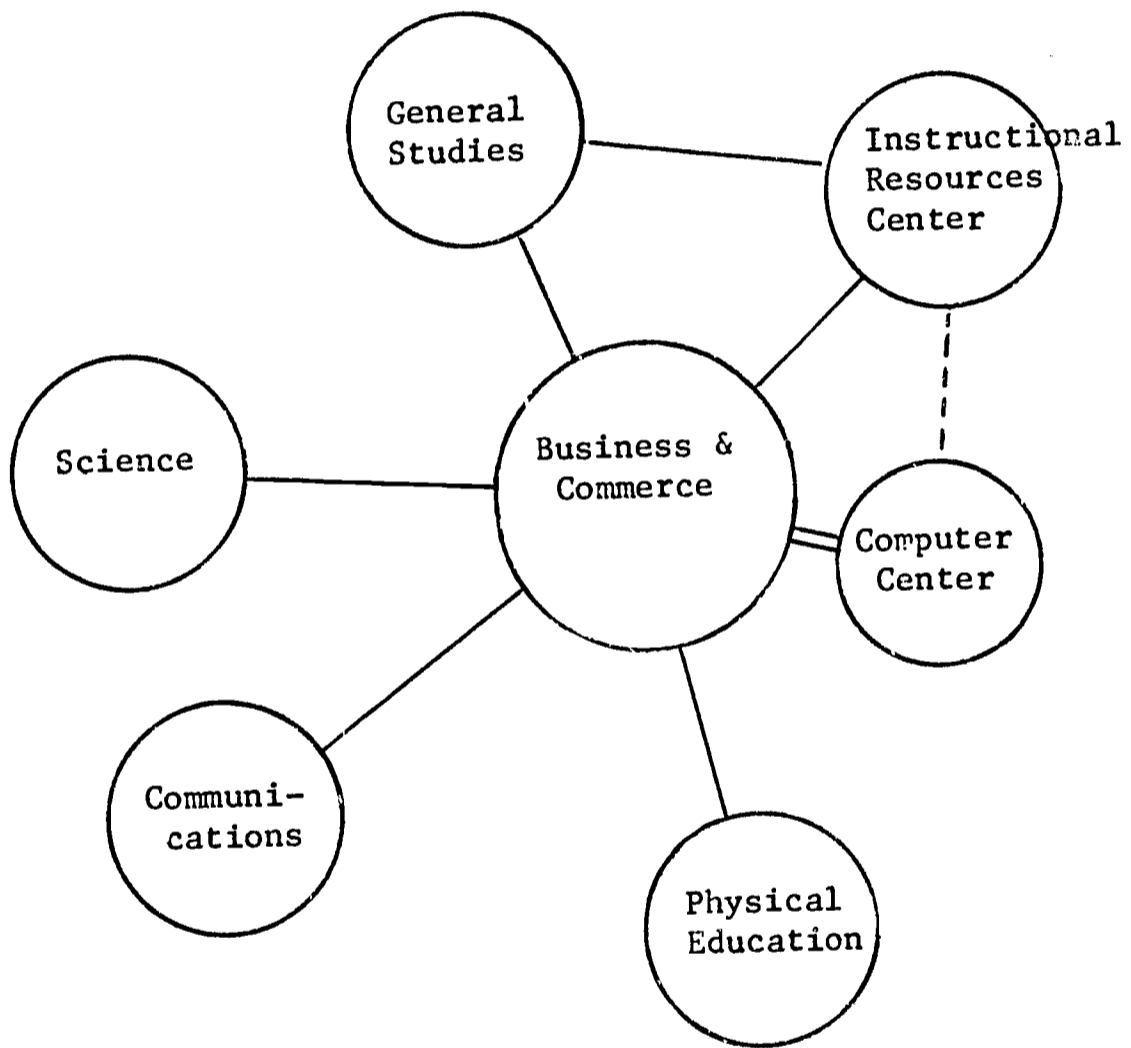 General
Studies
Instructional
Resources
Center
Science
Business &
Commerce
Computer
Center
Communi-
cations
Physical
Education